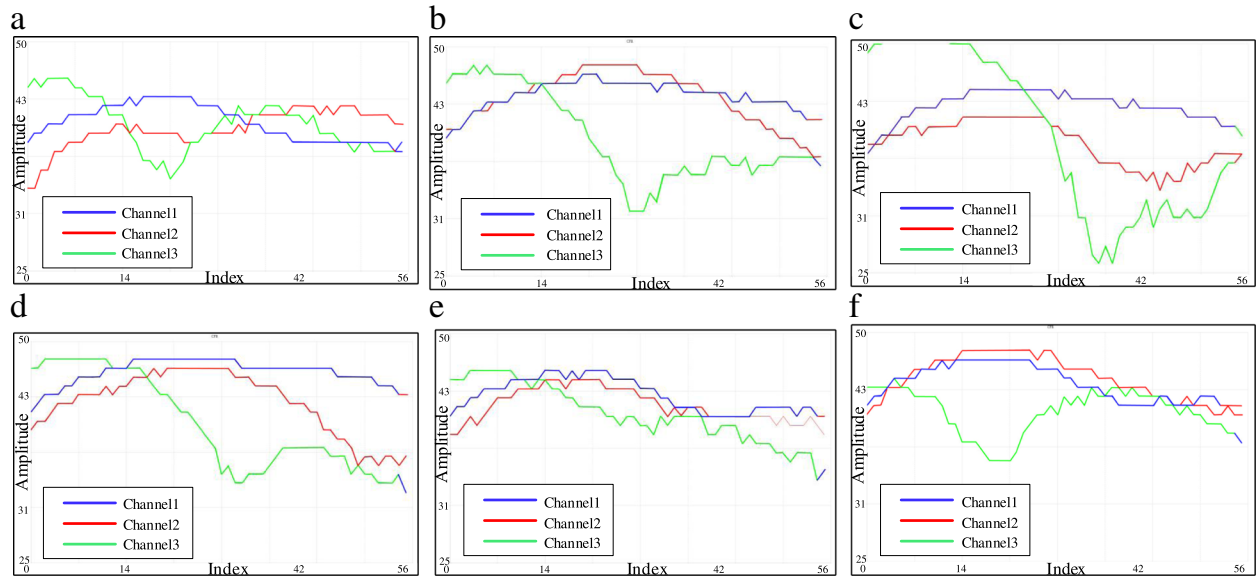 a
50
43
31
25
Amplitude
Channel1
Channel2
Channel3
0
14
Index
42
56
b
50
43
31
25
Amplitude
Channel1
Channel2
Channel3
0
14
Index
42
56
c
50
43
31
25
Amplitude
Channel1
Channel2
Channel3
0
14
Index
42
56
d
50
43
31
25
Amplitude
Channel1
Channel2
Channel3
0
14
Index
42
56
e
50
43
31
25
Amplitude
Channel1
Channel2
Channel3
0
14
Index
42
56
f
50
43
31
25
Amplitude
Channel1
Channel2
Channel3
0
14
Index
42
56